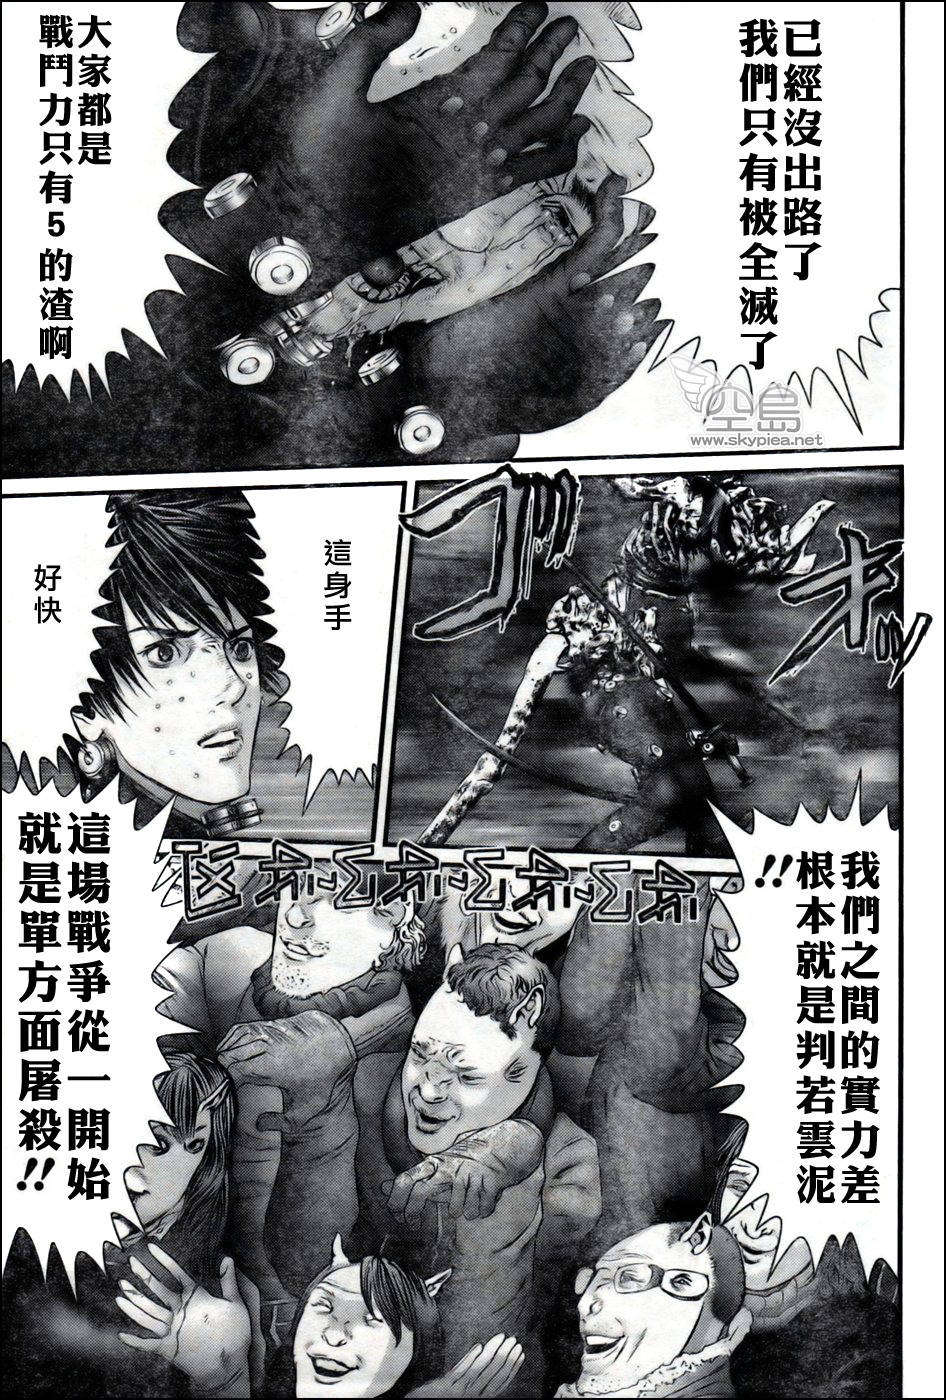 已經沒出路了
我們只有被全滅了
大家都是
戰鬥力只有5的渣啊
空島
www.skypiea.net
ゴオ
這身手
好快
我們之間的實力差
根本就是判若雲泥
!!
這場戰爭從一開始
就是單方面屠殺!!